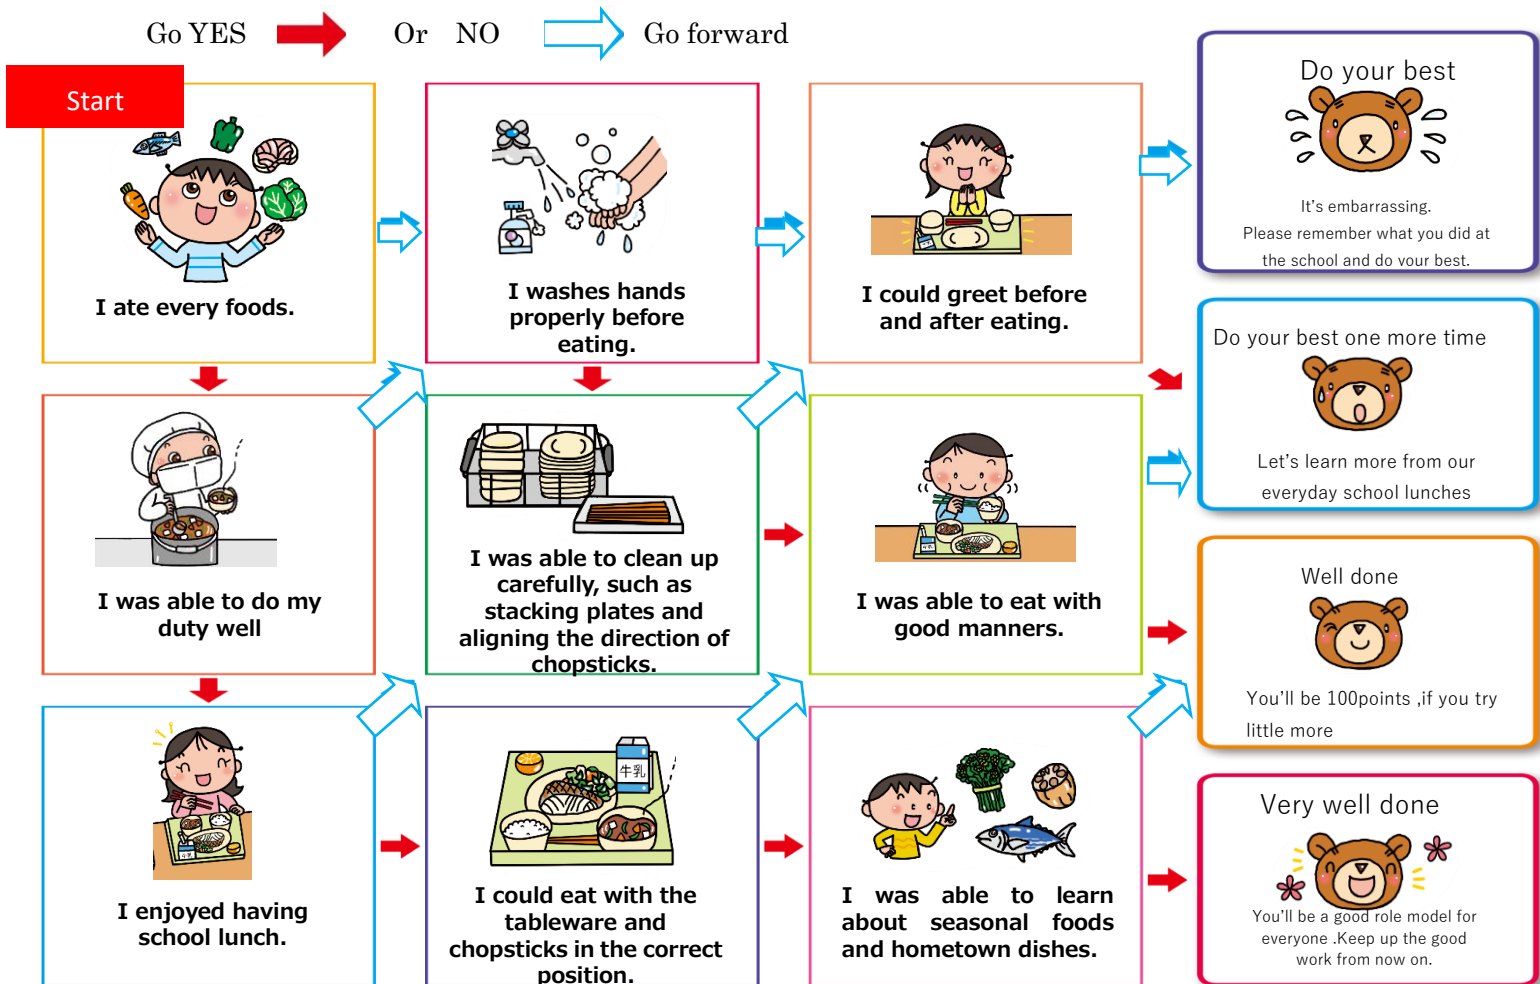 Go YES Or NO Go forward
Start
I ate every foods.
I washes hands
properly before
eating.
I could greet before
and after eating.
Do your best
It's embarrassing.
Please remember what you did at
the school and do your best.
I was able to do my
duty well
I was able to clean up
carefully, such as
stacking plates and
aligning the direction of
chopsticks.
I was able to eat with
good manners.
Do your best one more time
Let's learn more from our
everyday school lunches
Well done
You'll be 100points ,if you try
little more
I enjoyed having
school lunch.
牛乳
牛乳
牛乳
I could eat with the
tableware and
chopsticks in the correct
position.
I was able to learn
about seasonal foods
and hometown dishes.
Very well done
You'll be a good role model for
everyone .Keep up the good
work from now on.